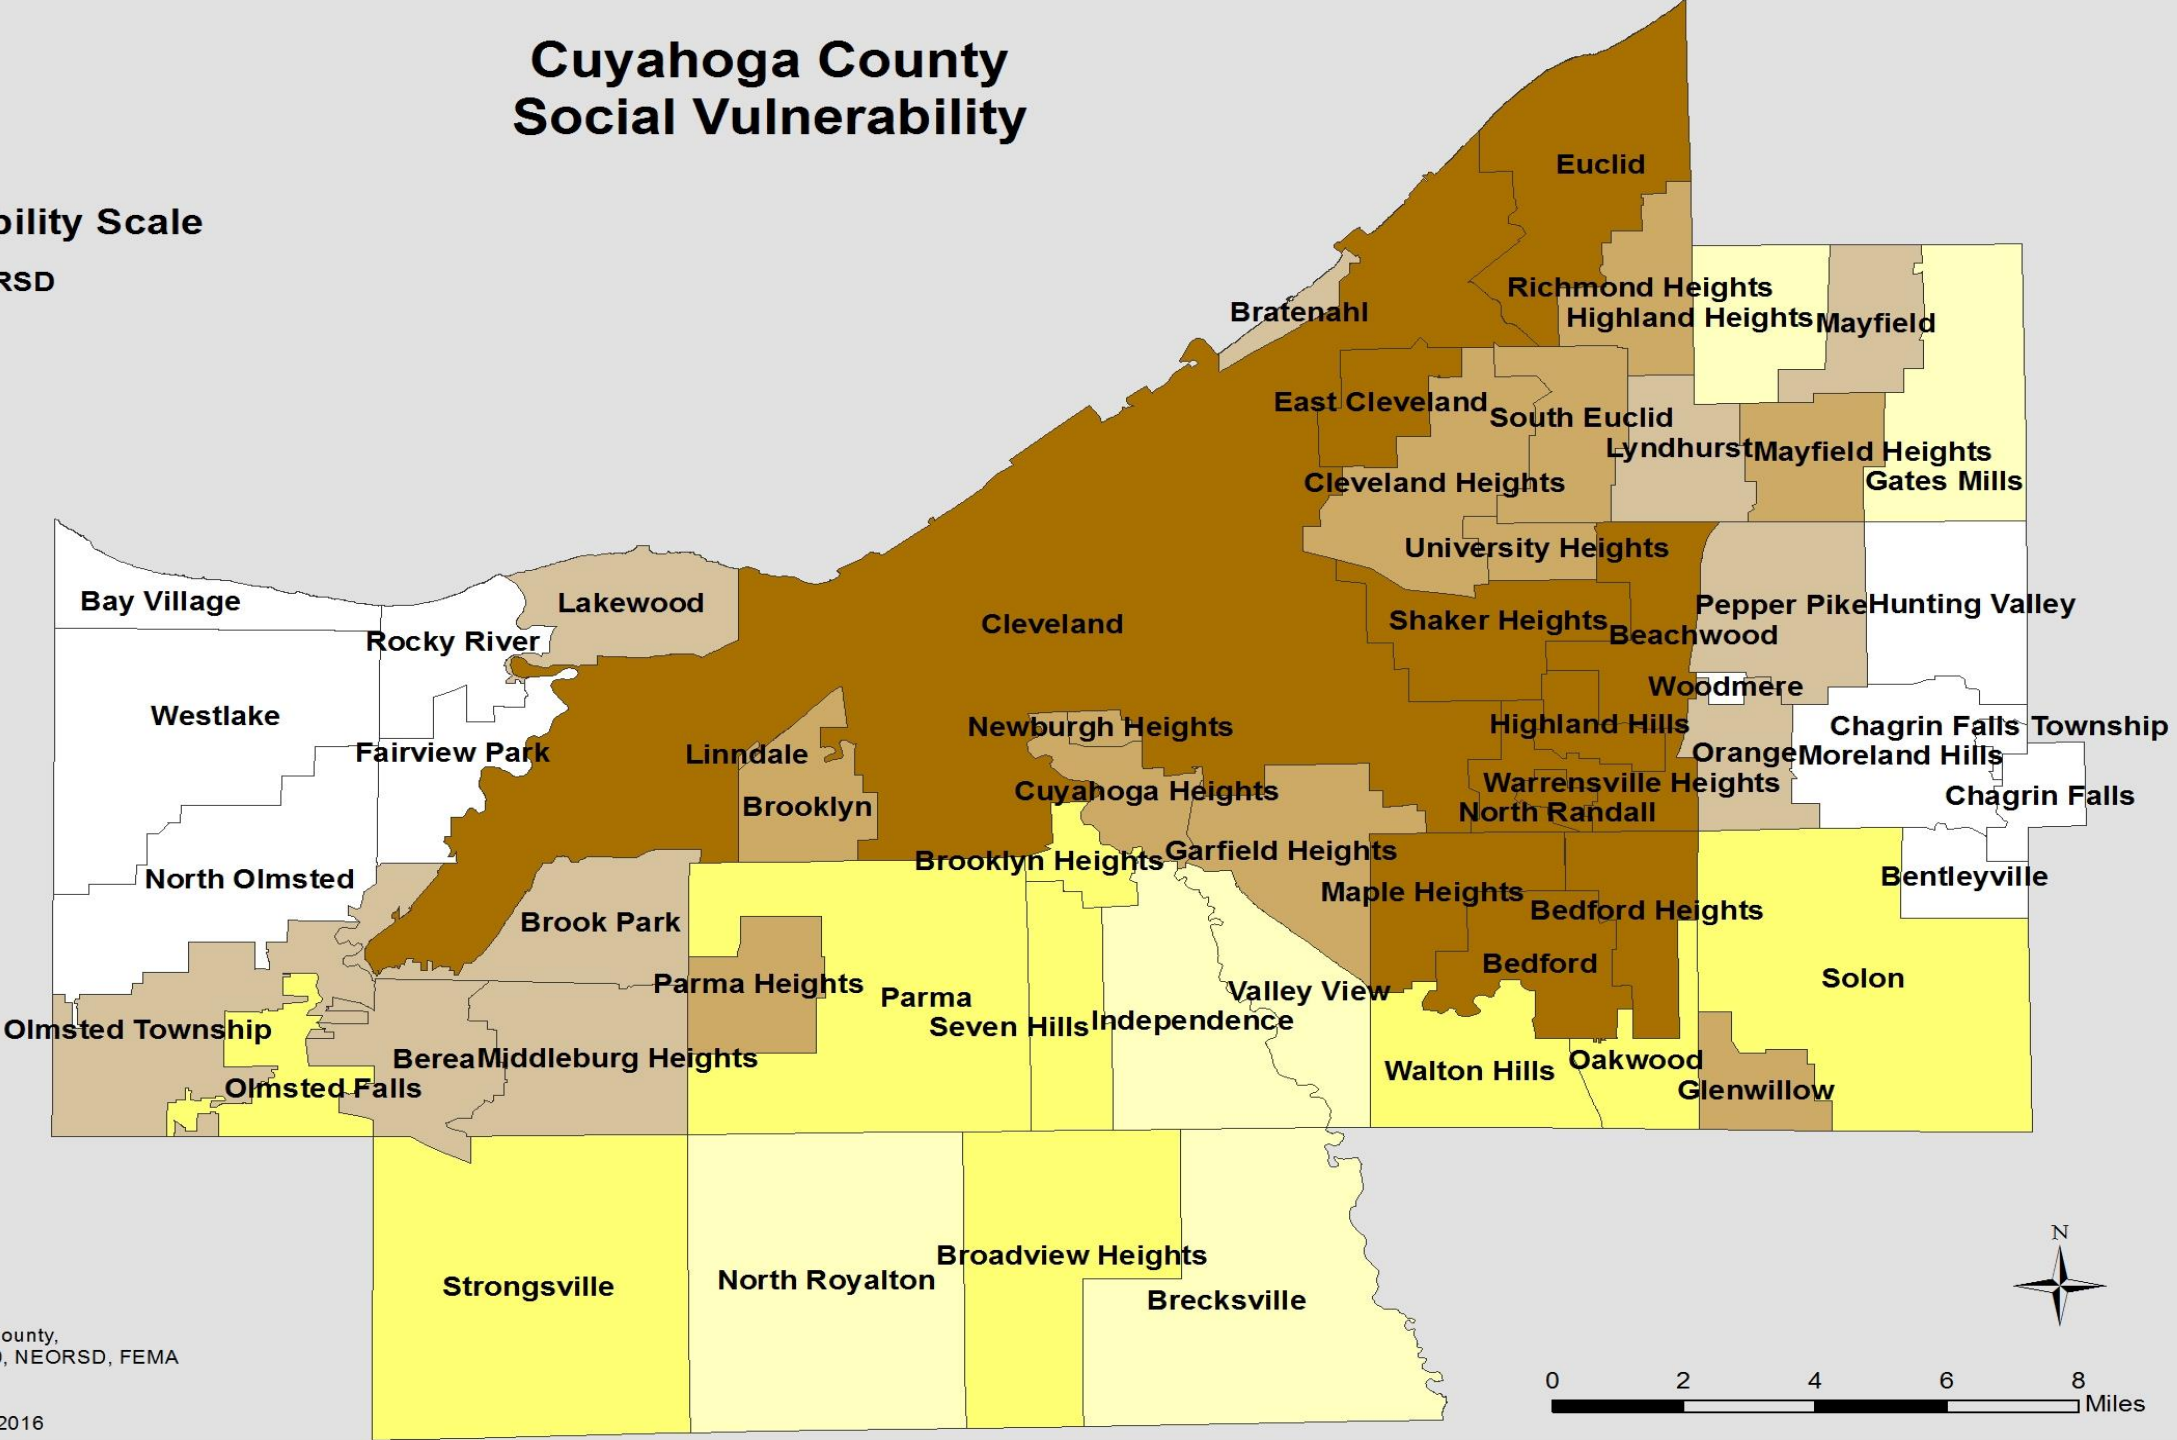 Cuyahoga County
Social Vulnerability
bility Scale
RSD
Euclid
Richmond Heights
Highland Heights
Mayfield
Bratenahl
East Cleveland
South Euclid
Lyndhurst
Mayfield Heights
Gates Mills
Cleveland Heights
University Heights
Bay Village
Rocky River
Lakewood
Cleveland
Shaker Heights
Beachwood
Pepper Pike
Hunting Valley
Westlake
Fairview Park
Linndale
Brooklyn
Newburgh Heights
Cuyahoga Heights
Highland Hills
Woodmere
Orange
Moreland Hills
Chagrin Falls Township
Chagrin Falls
Warrensville Heights
North Randall
North Olmsted
Brook Park
Brooklyn Heights
Garfield Heights
Maple Heights
Bedford Heights
Bentleyville
Bedford
Solon
Parma Heights
Parma
Seven Hills
Independence
Valley View
Olmsted Township
Olmsted Falls
Berea
Middleburg Heights
Walton Hills
Oakwood
Glenwillow
Strongsville
North Royalton
Broadview Heights
Brecksville
N
0 2 4 6 8
Miles
ounty,
, NEORSD, FEMA
2016